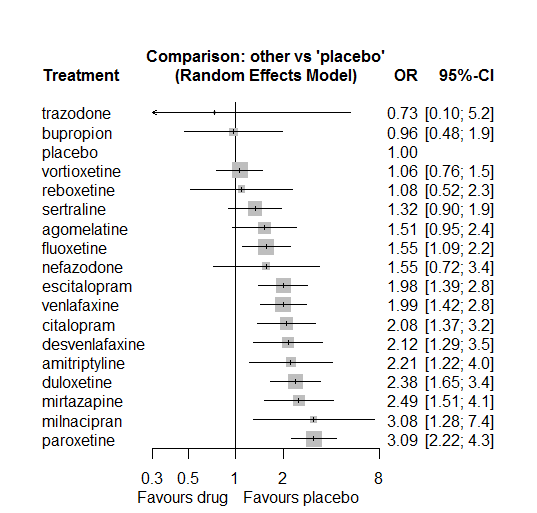 Comparison: other vs 'placebo'
Treatment (Random Effects Model) OR 95%-CI
trazodone 0.73 [0.10; 5.2]
bupropion 0.96 [0.48; 1.9]
placebo 1.00
vortioxetine 1.06 [0.76; 1.5]
reboxetine 1.08 [0.52; 2.3]
sertraline 1.32 [0.90; 1.9]
agomelatine 1.51 [0.95; 2.4]
fluoxetine 1.55 [1.09; 2.2]
nefazodone 1.55 [0.72; 3.4]
escitalopram 1.98 [1.39; 2.8]
venlafaxine 1.99 [1.42; 2.8]
citalopram 2.08 [1.37; 3.2]
desvenlafaxine 2.12 [1.29; 3.5]
amitriptyline 2.21 [1.22; 4.0]
duloxetine 2.38 [1.65; 3.4]
mirtazapine 2.49 [1.51; 4.1]
milnacipran 3.08 [1.28; 7.4]
paroxetine 3.09 [2.22; 4.3]
0.3 0.5 1 2 8
Favours drug Favours placebo